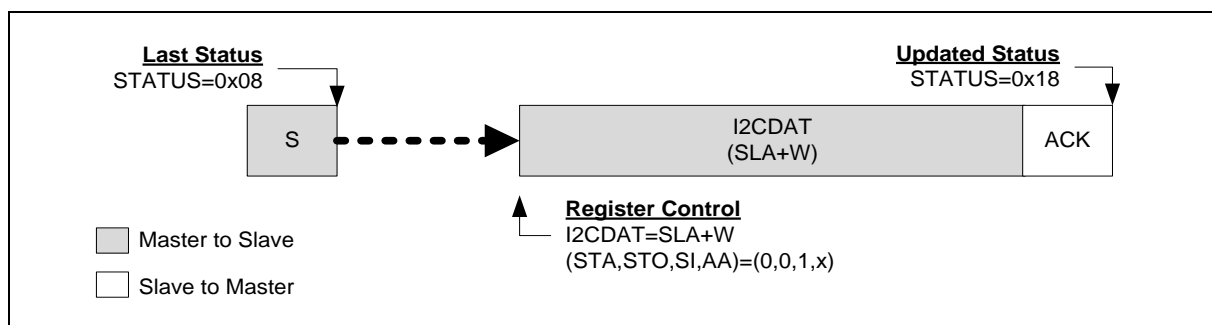 Last Status
STATUS=0x08
Updated Status
STATUS=0x18
S
I2CDAT
(SLA+W)
ACK
Register Control
I2CDAT=SLA+W
(STA,STO,SI,AA)=(0,0,1,x)
Master to Slave
Slave to Master